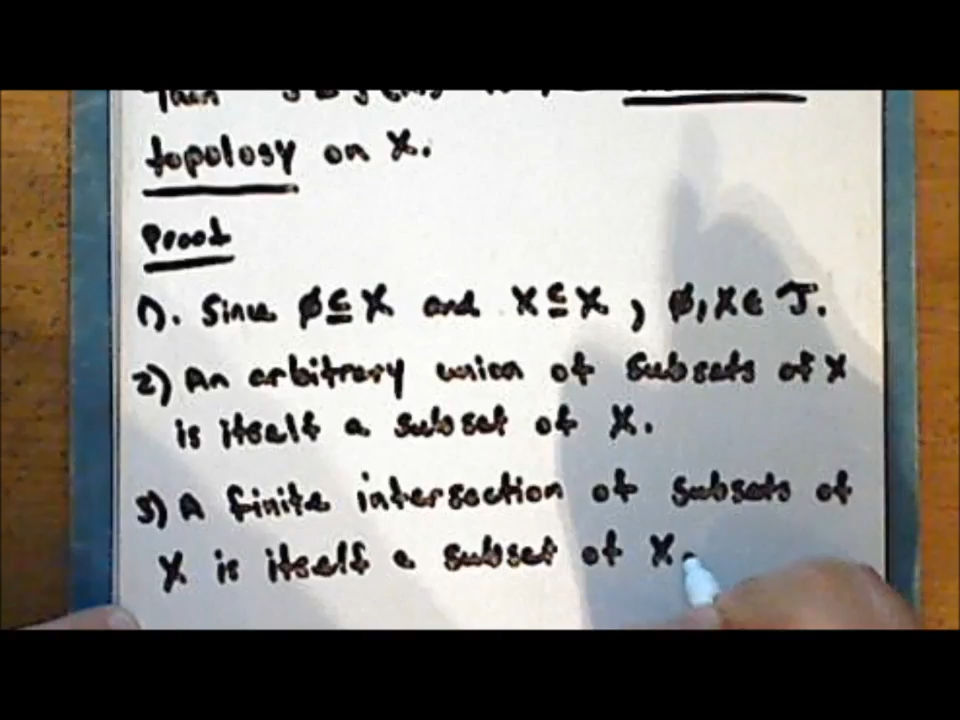 topology on X.
Proof
1). Since ∅ ⊆ X and X ⊆ X, ∅, X ∈ T.
2) An arbitrary union of subsets of X
is itself a subset of X.
3) A finite intersection of subsets of
X is itself a subset of X.